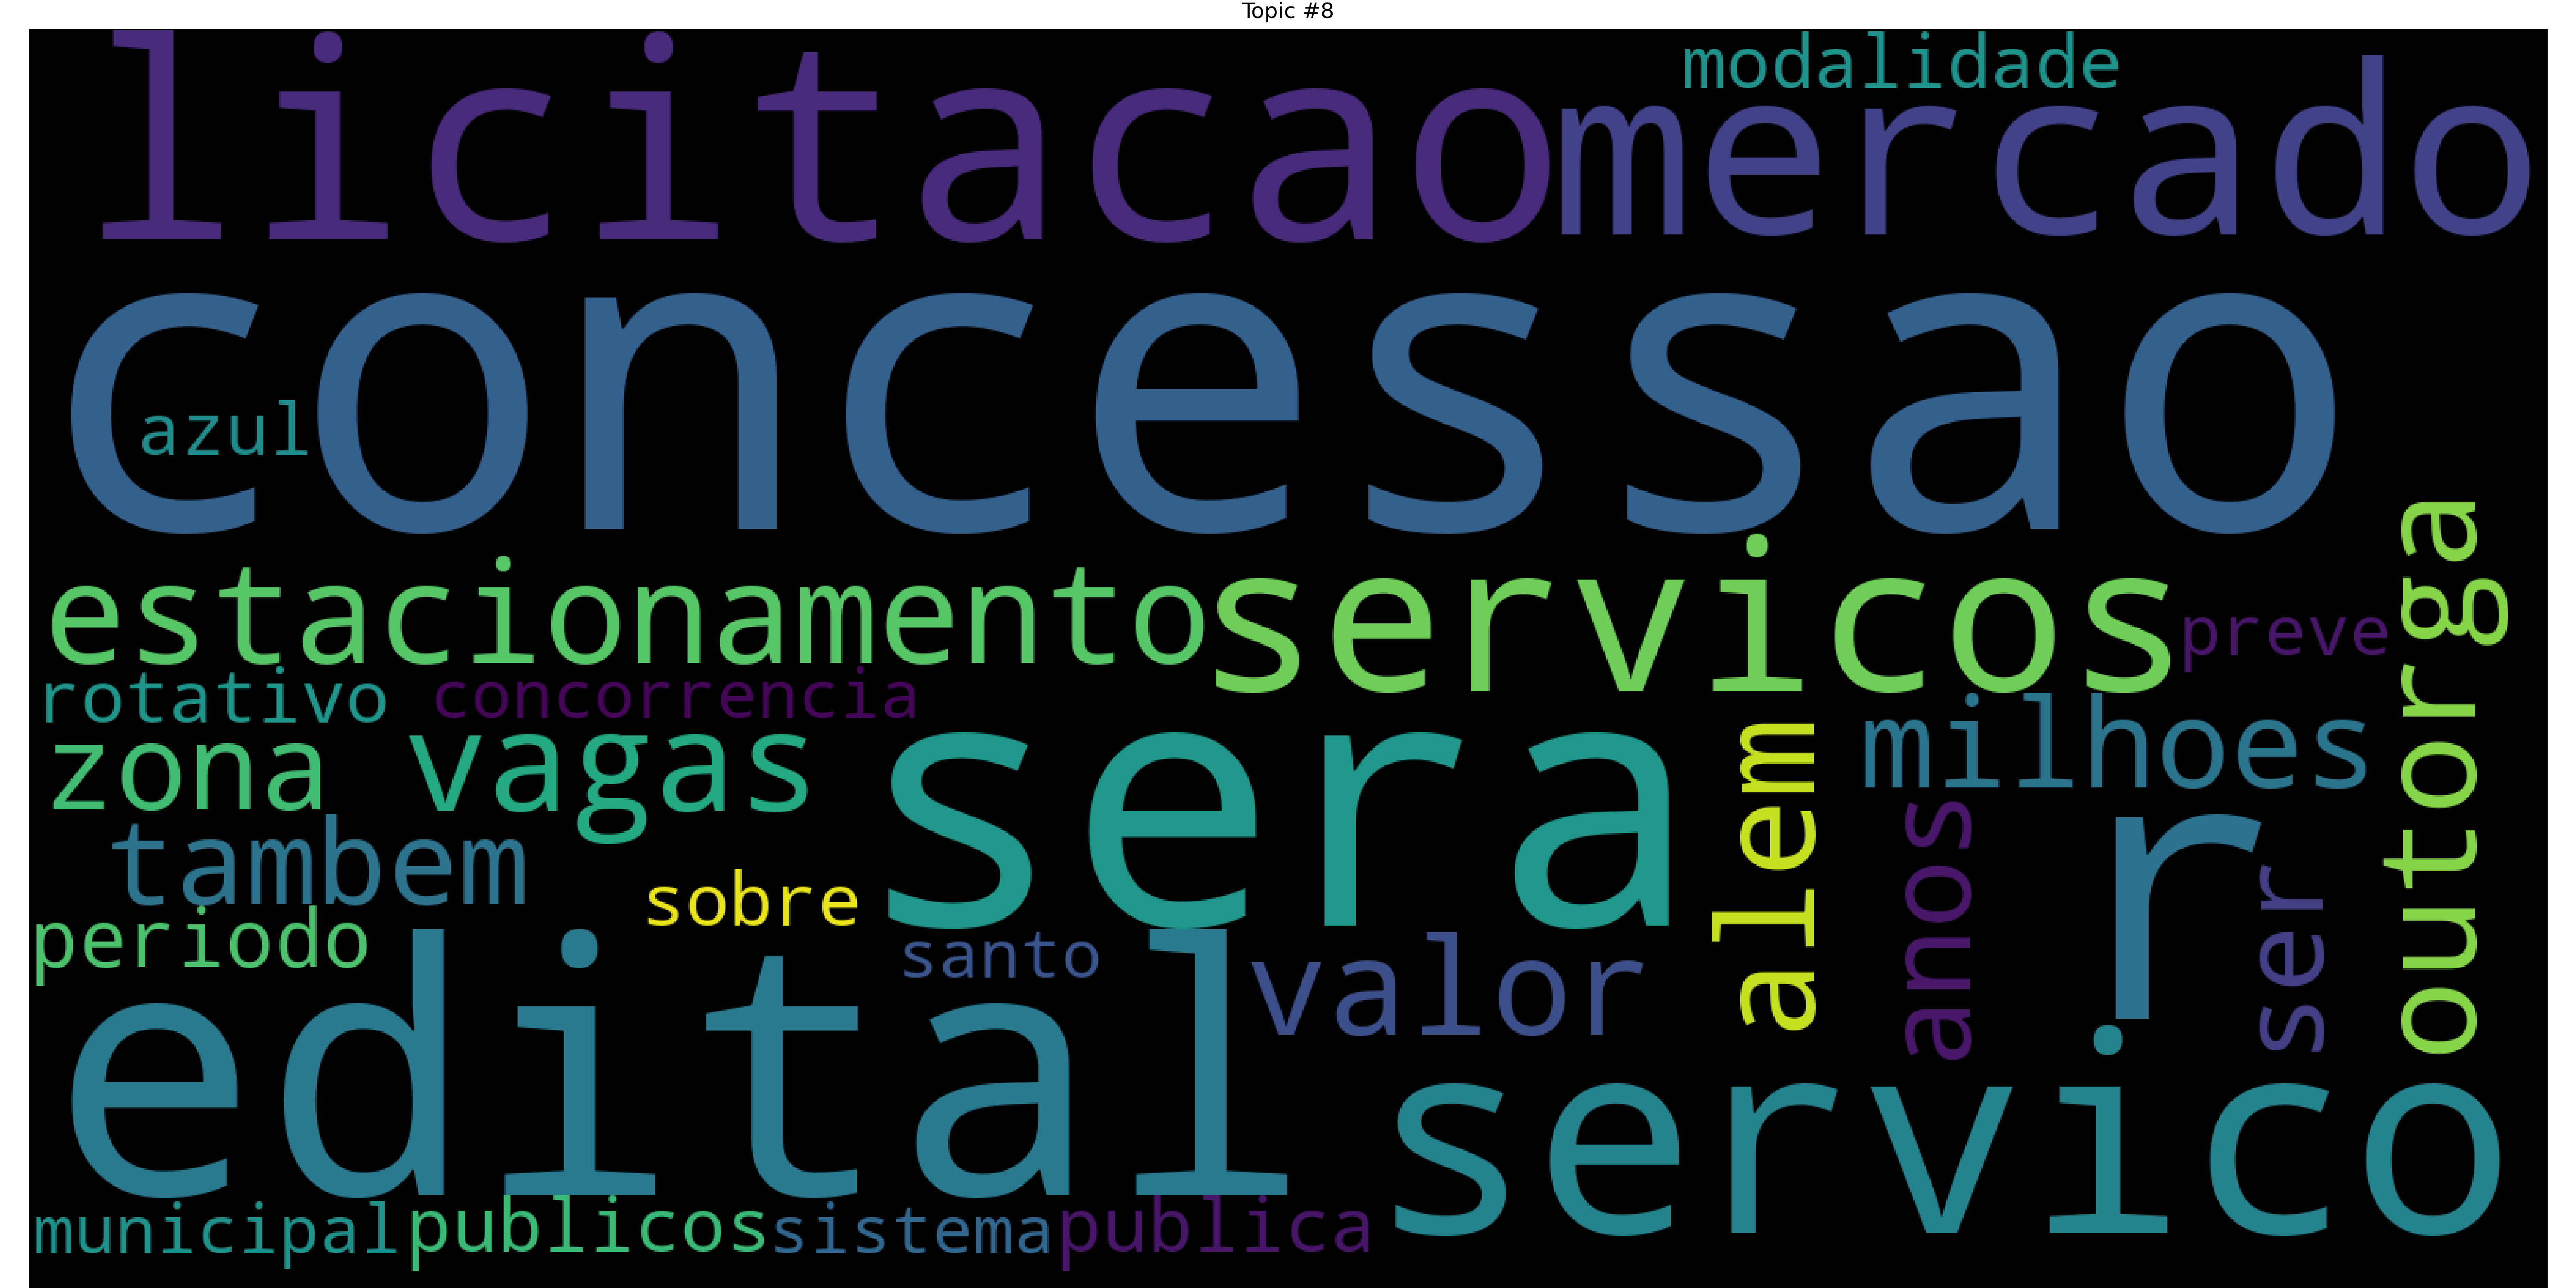 Topic #8
modalidade
licitacao mercado
concessao
azul
estacionamento servicos preve
outorga
rotativo concorrencia
zona vagas sera alem milhoes
tambem sobre anos r ser
periodo santo valor
edital servico
municipal publicos sistema publica